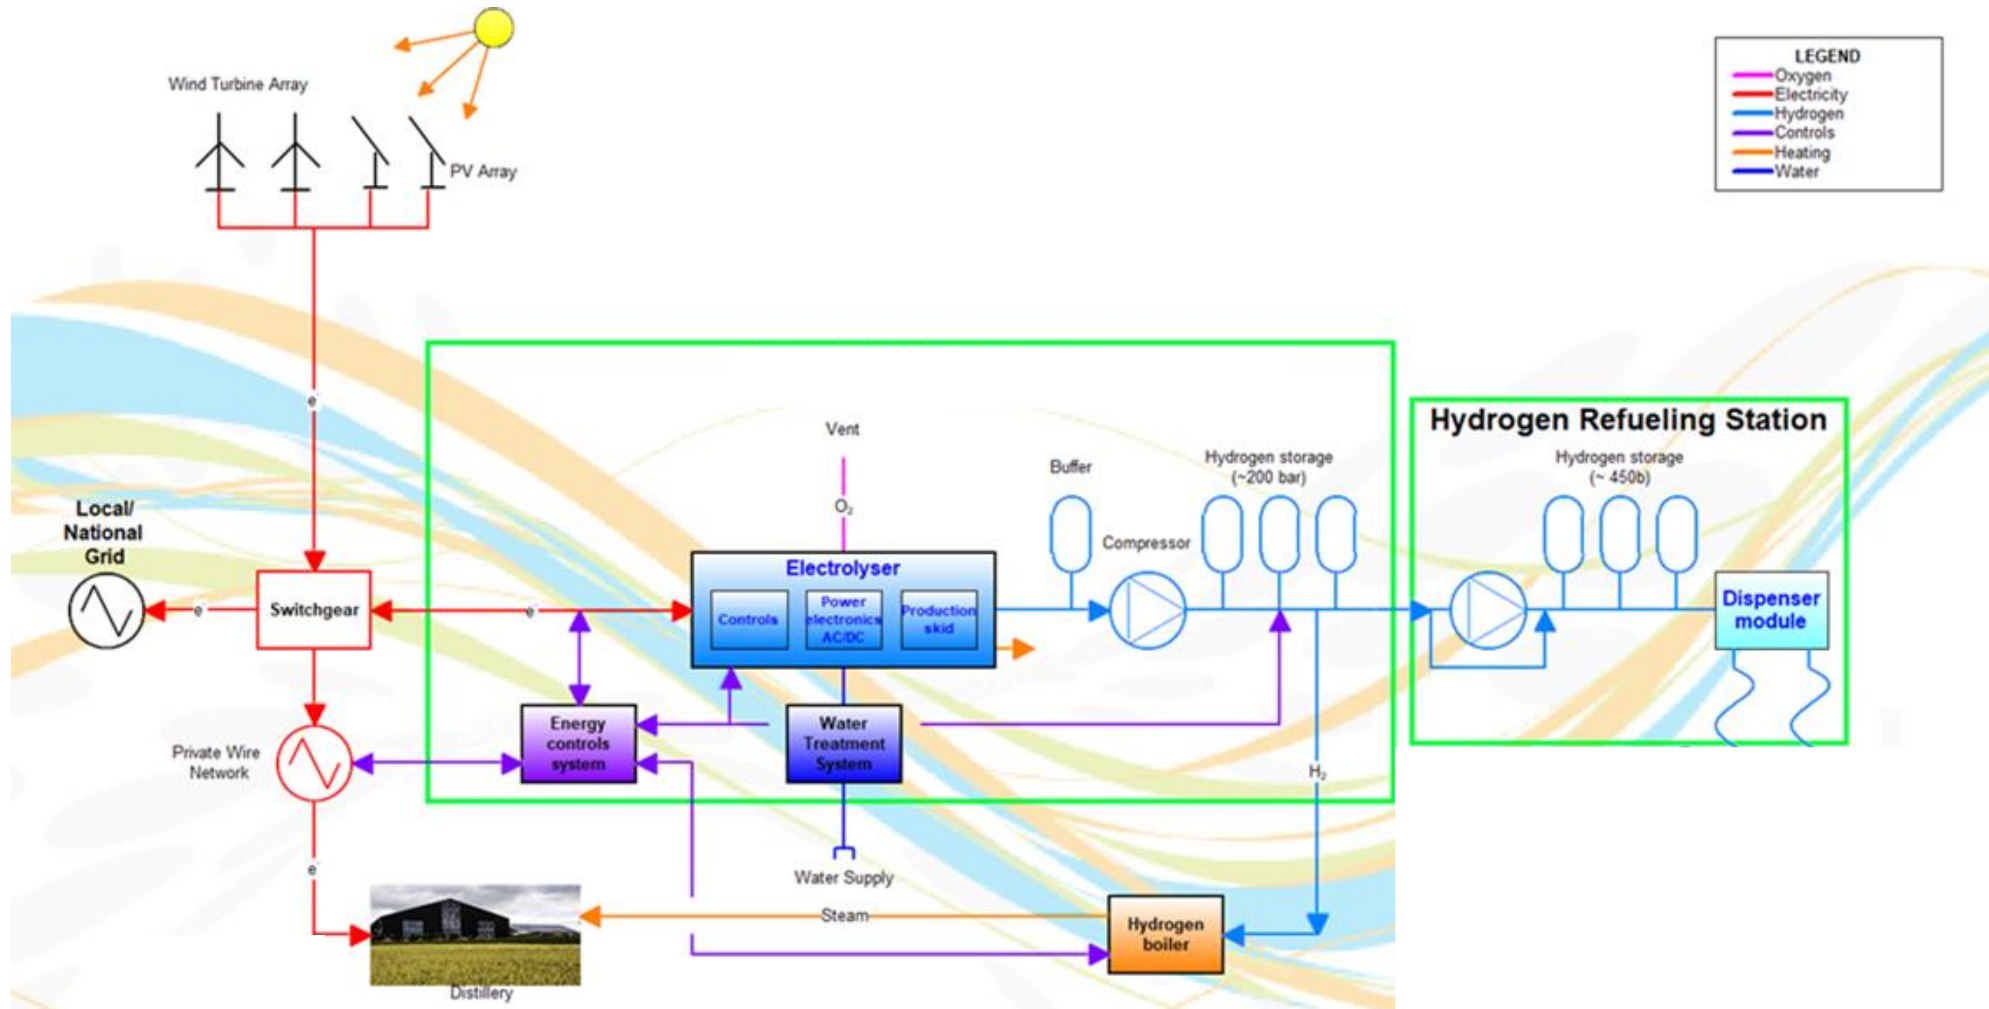 LEGEND
Oxygen
Electricity
Hydrogen
Controls
Heating
Water
Wind Turbine Array
PV Array
e-
Hydrogen Refueling Station
Vent
O₂
Buffer
Compressor
Hydrogen storage
(~200 bar)
Hydrogen storage
(~ 450b)
Local/
National
Grid
e-
Switchgear
e-
Electrolyser
Controls
Power
electronics
AC/DC
Production
skid
Dispenser
module
Private Wire
Network
Energy
controls
system
Water
Treatment
System
H₂
e-
Water Supply
Steam
Hydrogen
boiler
Distillery